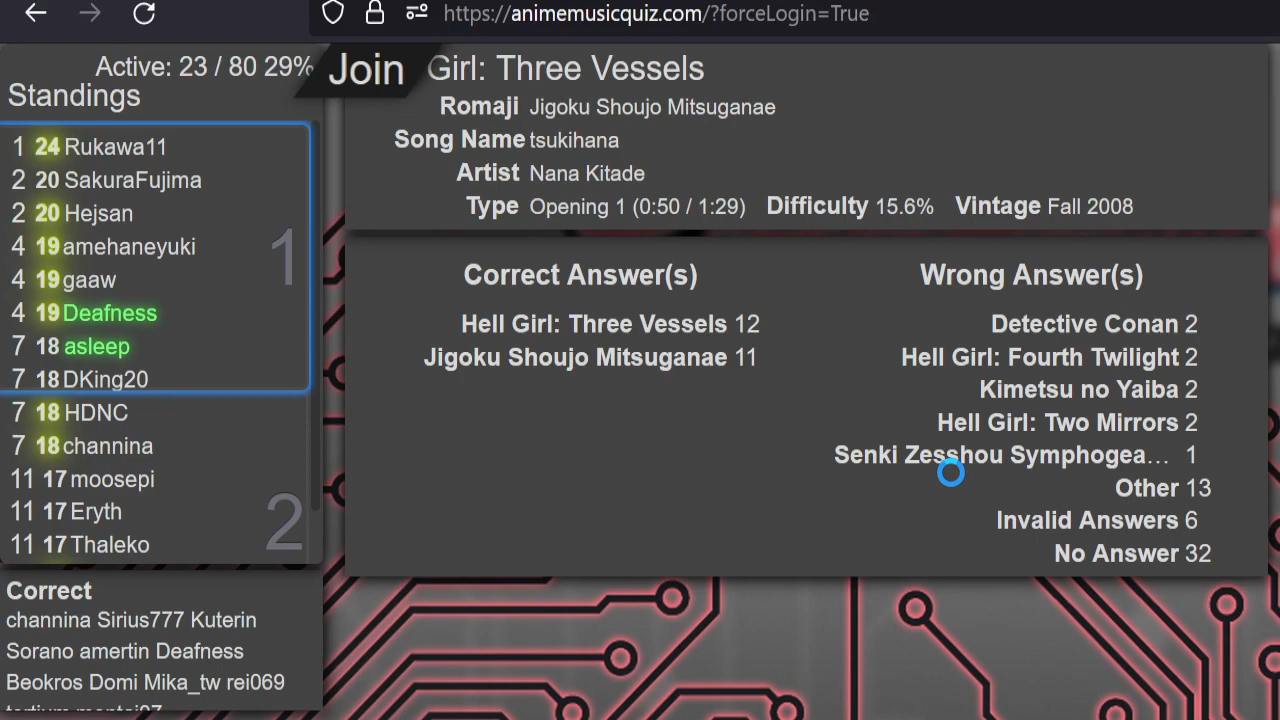 https://animemusicquiz.com/?forceLogin=True
Active: 23 / 80 29%
Standings
1 24 Rukawa11
2 20 SakuraFujima
2 20 Hejsan
4 19 amehaneyuki
4 19 gaaw
4 19 Deafness
7 18 asleep
7 18 DKing20
1
7 18 HDNC
7 18 channina
11 17 moosepi
11 17 Eryth
11 17 Thaleko
2
Correct
channina Sirius777 Kuterin
Sorano amertin Deafness
Beokros Domi Mika_tw rei069
Join
Girl: Three Vessels
Romaji Jigoku Shoujo Mitsuganae
Song Name tsukihana
Artist Nana Kitade
Type Opening 1 (0:50 / 1:29) Difficulty 15.6% Vintage Fall 2008
Correct Answer(s)
Hell Girl: Three Vessels 12
Jigoku Shoujo Mitsuganae 11
Wrong Answer(s)
Detective Conan 2
Hell Girl: Fourth Twilight 2
Kimetsu no Yaiba 2
Hell Girl: Two Mirrors 2
Senki Zesshou Symphogea... 1
Other 13
Invalid Answers 6
No Answer 32